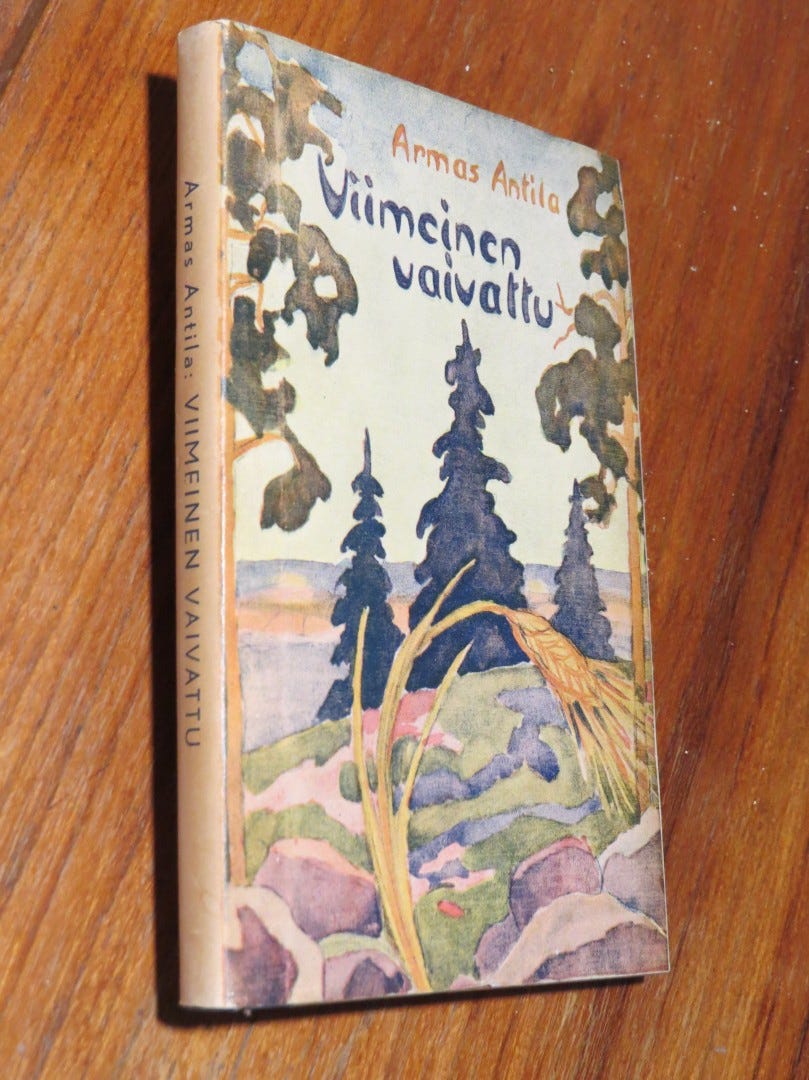 Armas Antila
Viimeinen
vaivattu
Armas Antila: VIIMEINEN VAIVATTU